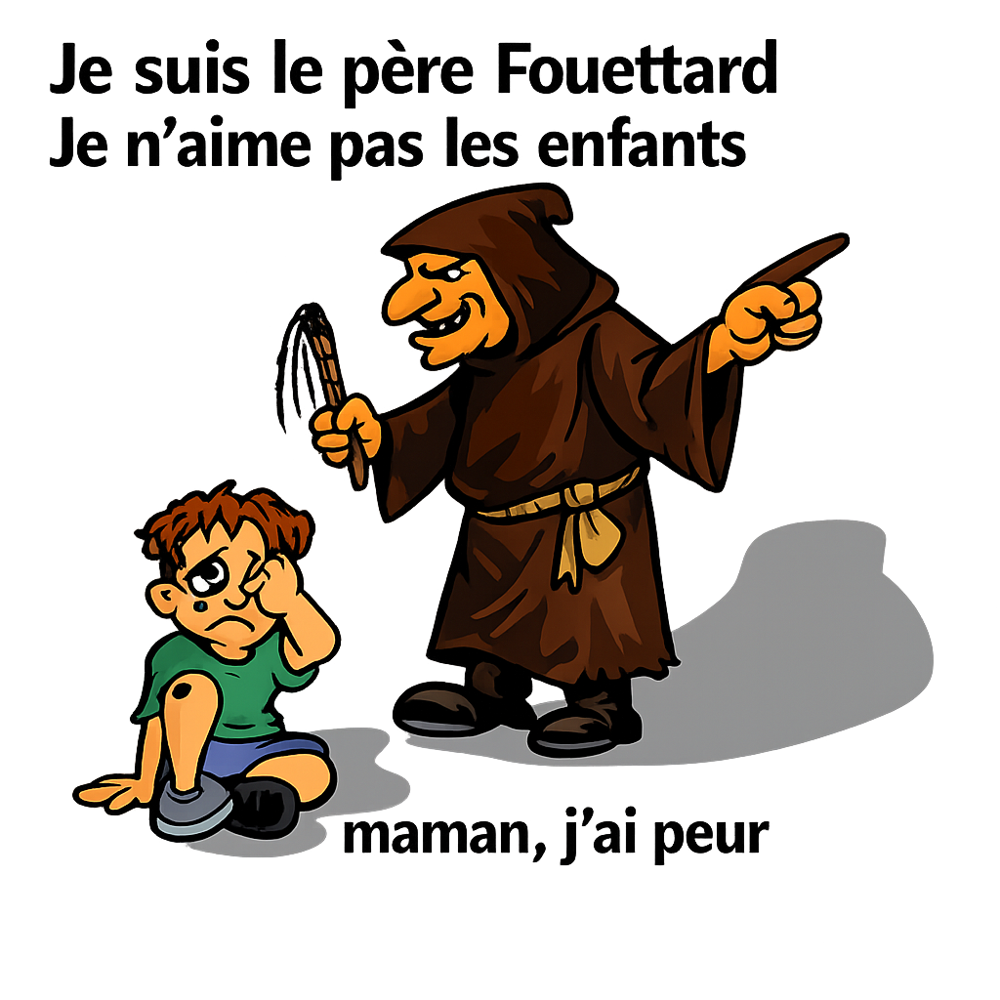 Je suis le père Fouettard
Je n’aime pas les enfants
maman, j’ai peur